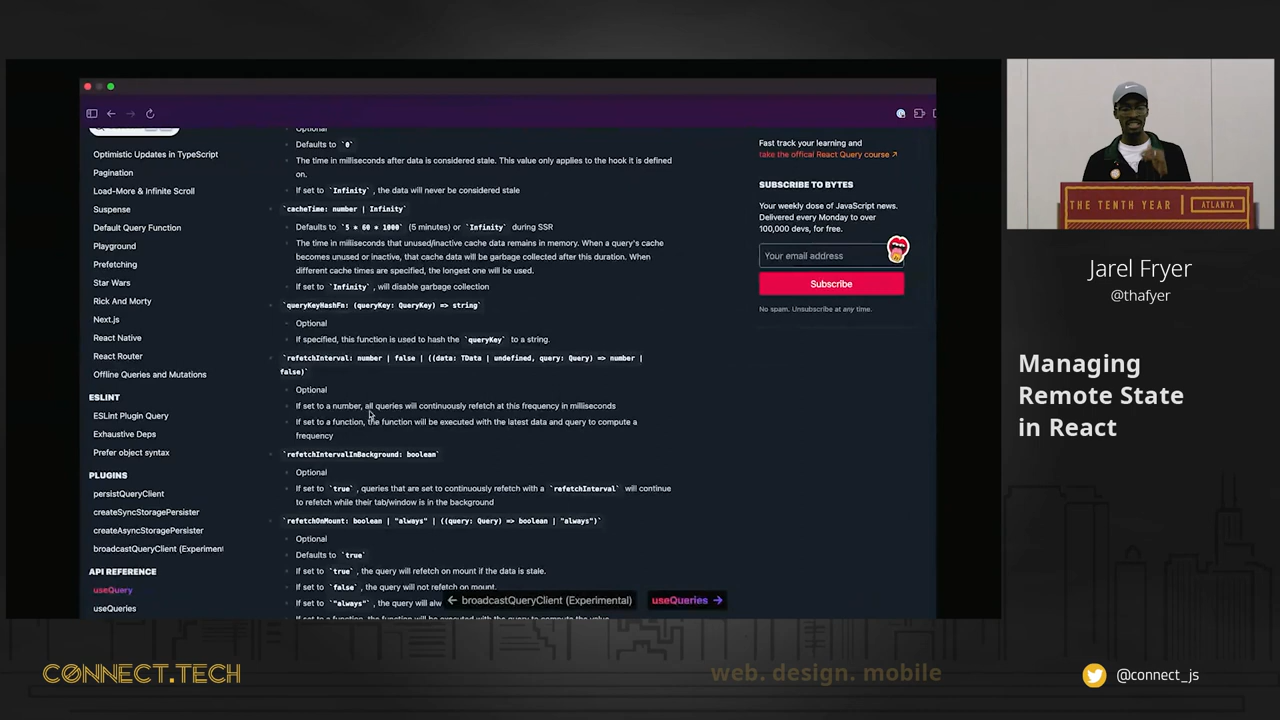 Optional
Defaults to `0`
The time in milliseconds after data is considered stale. This value only applies to the hook it is defined
on.
If set to `Infinity` , the data will never be considered stale
`cacheTime: number | Infinity`
Defaults to `5 * 60 * 1000` (5 minutes) or `Infinity` during SSR
The time in milliseconds that unused/inactive cache data remains in memory. When a query's cache
becomes unused or inactive, that cache data will be garbage collected after this duration. When
different cache times are specified, the longest one will be used.
If set to `Infinity` , will disable garbage collection
`queryKeyHashFn: (queryKey: QueryKey) => string`
Optional
If specified, this function is used to hash the `queryKey` to a string.
`refetchInterval: number | false | ((data: TData | undefined, query: Query) => number |
false)`
Optional
If set to a number, all queries will continuously refetch at this frequency in milliseconds
If set to a function, the function will be executed with the latest data and query to compute a
frequency
`refetchIntervalInBackground: boolean`
Optional
If set to `true` , queries that are set to continuously refetch with a `refetchInterval` will continue
to refetch while their tab/window is in the background
`refetchOnMount: boolean | "always" | ((query: Query) => boolean | "always")`
Optional
Defaults to `true`
If set to `true` , the query will refetch on mount if the data is stale.
If set to `false` , the query will not refetch on mount.
If set to `"always"` , the query will alw
← broadcastQueryClient (Experimental)
useQueries →
Optimistic Updates in TypeScript
Pagination
Load-More & Infinite Scroll
Suspense
Default Query Function
Playground
Prefetching
Star Wars
Rick And Morty
Next.js
React Native
React Router
Offline Queries and Mutations
ESLINT
ESLint Plugin Query
Exhaustive Deps
Prefer object syntax
PLUGINS
persistQueryClient
createSyncStoragePersister
createAsyncStoragePersister
broadcastQueryClient (Experiment
API REFERENCE
useQuery
useQueries
Fast track your learning and
take the offical React Query course ↗
SUBSCRIBE TO BYTES
Your weekly dose of JavaScript news.
Delivered every Monday to over
100,000 devs, for free.
Your email address
Subscribe
No spam. Unsubscribe at any time.
THE TENTH YEAR | ATLANTA
Jarel Fryer
@thafyer
Managing
Remote State
in React
CONNECT.TECH
web. design. mobile
@connect_js